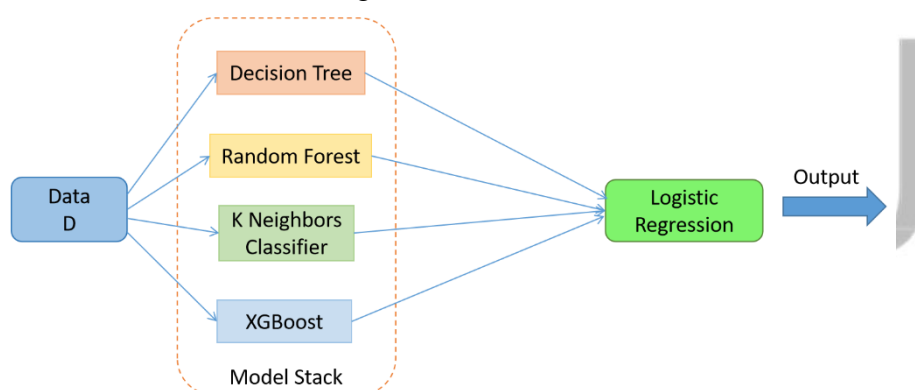 Data
D
Decision Tree
Random Forest
K Neighbors
Classifier
XGBoost
Model Stack
Logistic
Regression
Output